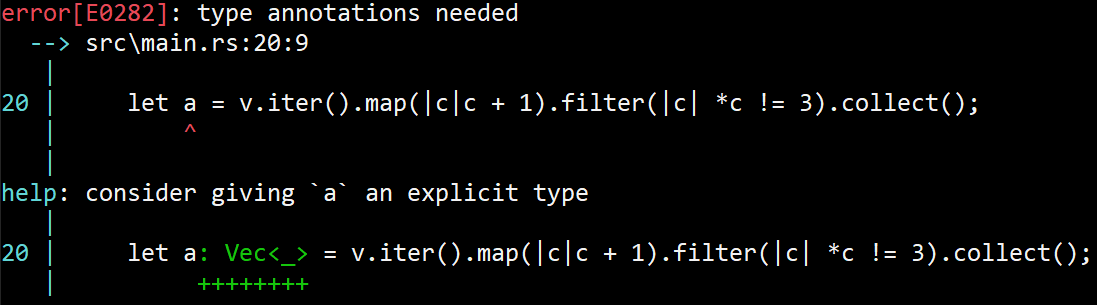 error[E0282]: type annotations needed
  --> src\main.rs:20:9
   |
20 |     let a = v.iter().map(|c|c + 1).filter(|c| *c != 3).collect();
   |         ^
   |
help: consider giving `a` an explicit type
   |
20 |     let a: Vec<_> = v.iter().map(|c|c + 1).filter(|c| *c != 3).collect();
   |          ++++++++